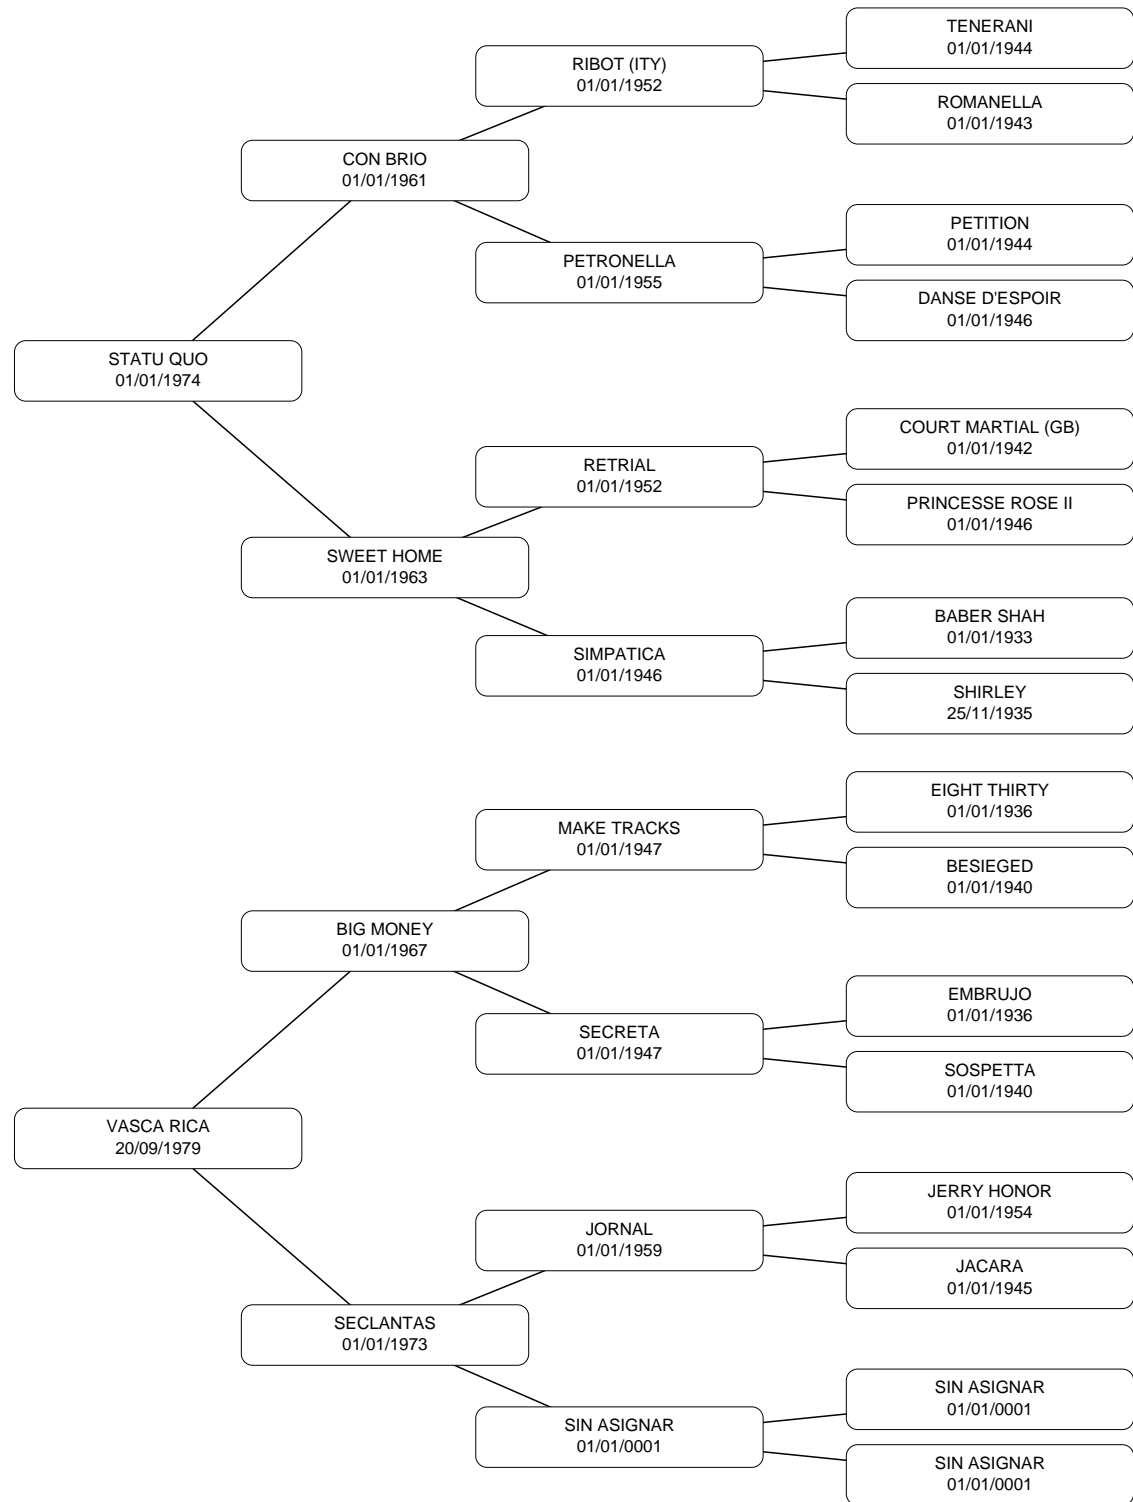 TENERANI
01/01/1944
RIBOT (ITY)
01/01/1952
ROMANELLA
01/01/1943
CON BRIO
01/01/1961
PETITION
01/01/1944
PETRONELLA
01/01/1955
DANSE D'ESPOIR
01/01/1946
STATU QUO
01/01/1974
COURT MARTIAL (GB)
01/01/1942
RETRIAL
01/01/1952
PRINCESSE ROSE II
01/01/1946
SWEET HOME
01/01/1963
BABER SHAH
01/01/1933
SIMPATICA
01/01/1946
SHIRLEY
25/11/1935
EIGHT THIRTY
01/01/1936
MAKE TRACKS
01/01/1947
BESIEGED
01/01/1940
BIG MONEY
01/01/1967
EMBRUJO
01/01/1936
SECRETA
01/01/1947
SOSPETTA
01/01/1940
VASCA RICA
20/09/1979
JERRY HONOR
01/01/1954
JORNAL
01/01/1959
JACARA
01/01/1945
SECLANTAS
01/01/1973
SIN ASIGNAR
01/01/0001
SIN ASIGNAR
01/01/0001
SIN ASIGNAR
01/01/0001